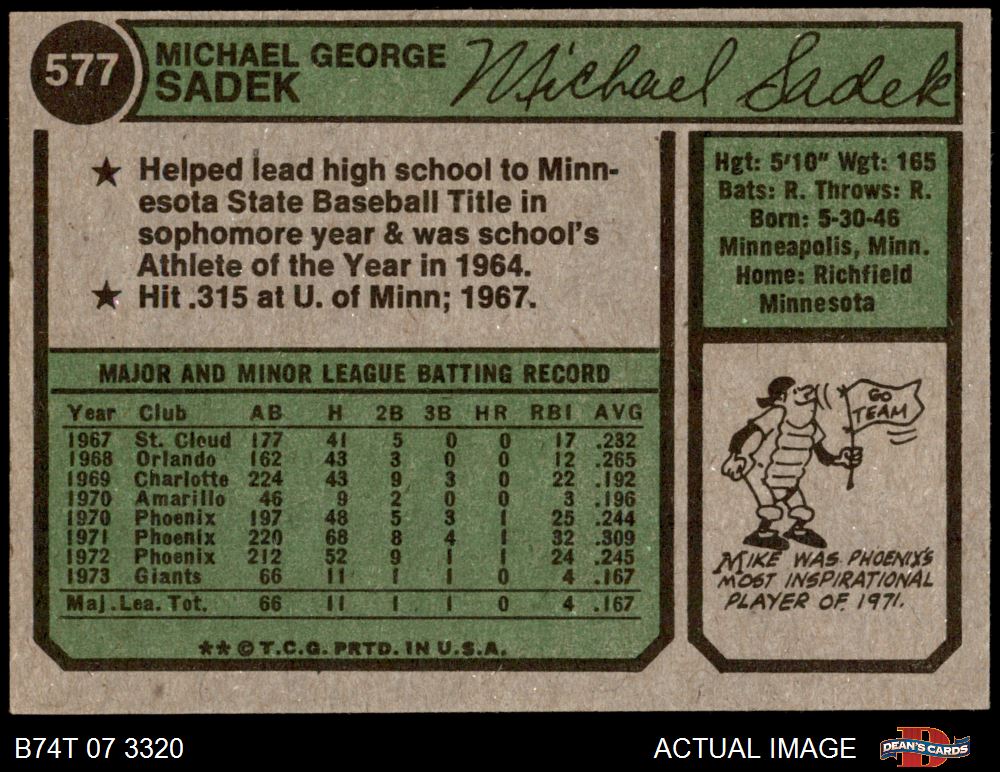 577
MICHAEL GEORGE
SADEK
Michael Sadek
★ Helped lead high school to Minn-
esota State Baseball Title in
sophomore year & was school's
Athlete of the Year in 1964.
★ Hit .315 at U. of Minn; 1967.
Hgt: 5'10" Wgt: 165
Bats: R. Throws: R.
Born: 5-30-46
Minneapolis, Minn.
Home: Richfield
Minnesota
MAJOR AND MINOR LEAGUE BATTING RECORD
Year Club AB H 2B 3B HR RBI AVG
1967 St. Cloud 177 41 5 0 0 17 .232
1968 Orlando 162 43 3 0 0 12 .265
1969 Charlotte 224 43 9 3 0 22 .192
1970 Amarillo 46 9 2 0 0 3 .196
1970 Phoenix 197 48 5 3 1 25 .244
1971 Phoenix 220 68 8 4 1 32 .309
1972 Phoenix 212 52 9 1 1 24 .245
1973 Giants 66 11 1 1 0 4 .167
Maj. Lea. Tot. 66 11 1 1 0 4 .167
** © T.C.G. PRTD. IN U.S.A.
GO
TEAM
MIKE WAS PHOENIX'S
MOST INSPIRATIONAL
PLAYER OF 1971.
B74T 07 3320
ACTUAL IMAGE
D
DEAN'S CARDS